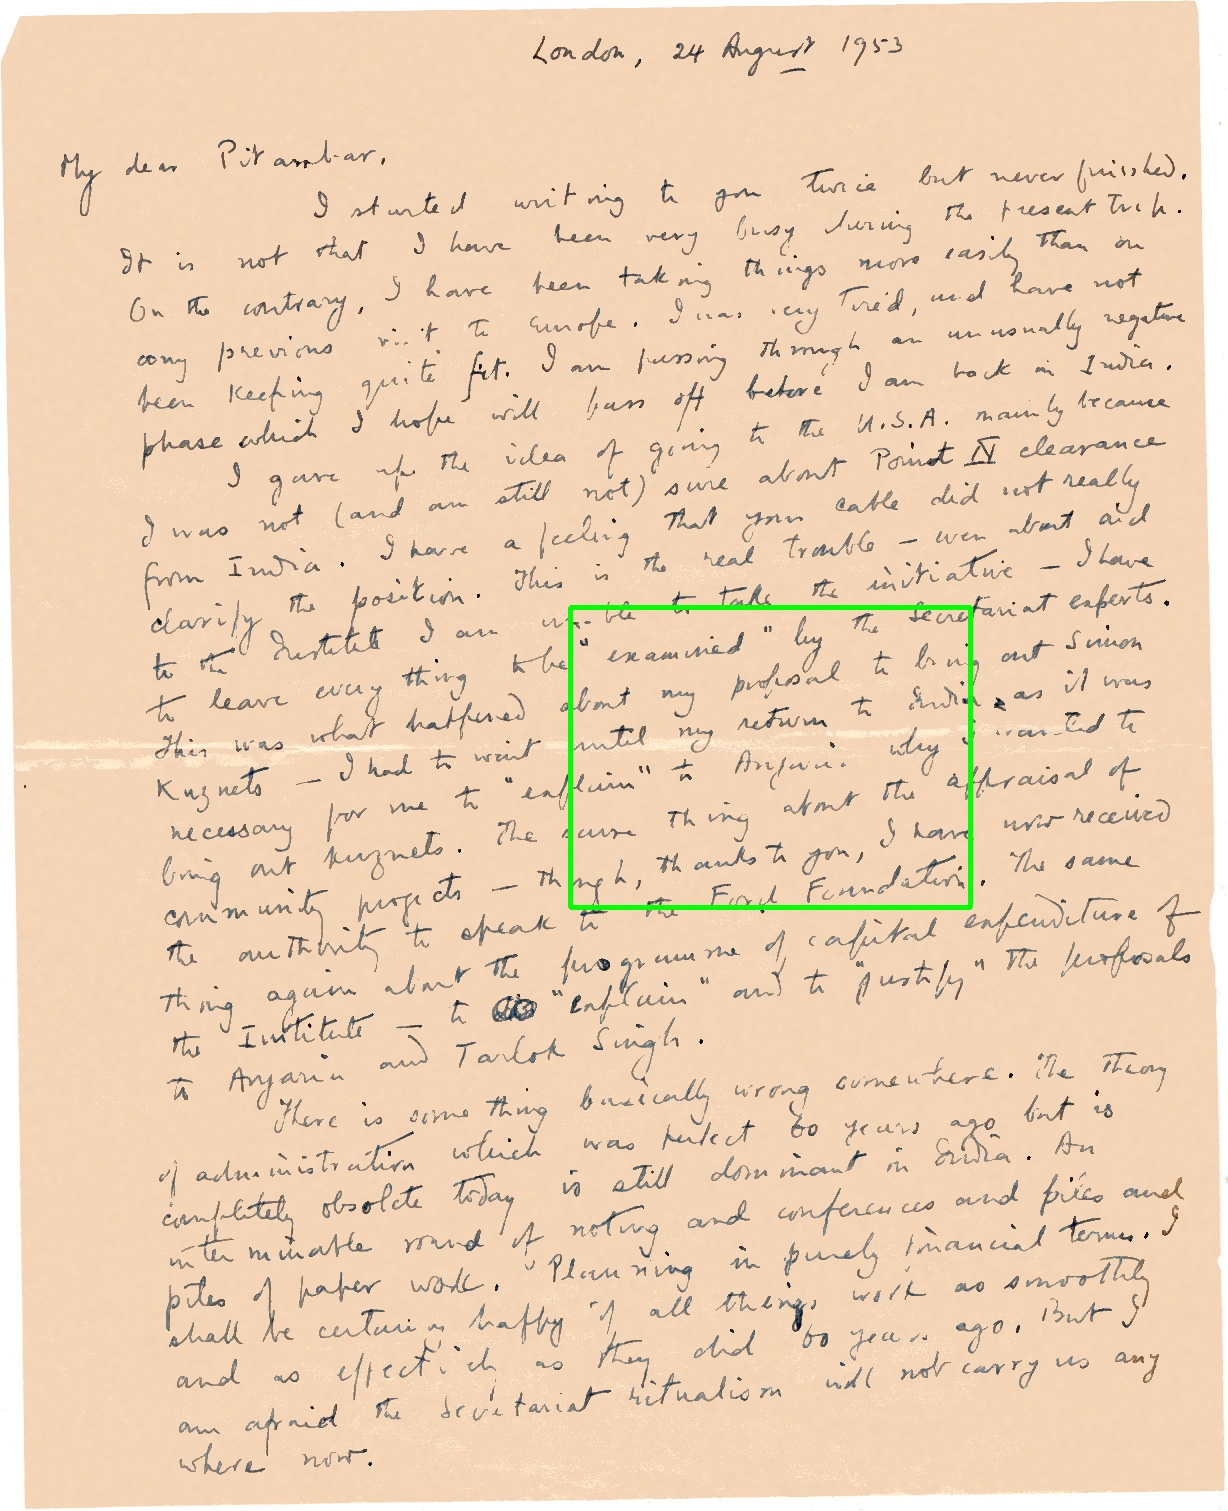 London, 24 August 1953
My dear Pitambar,
I started writing to you twice but never finished.
It is not that I have been very busy during the present trip.
On the contrary, I have been taking things more easily than on
any previous visit to Europe. I was very tired, and have not
been keeping quite fit. I am passing through an unusually negative
phase which I hope will pass off before I am back in India.
I gave up the idea of going to the U.S.A. mainly because
I was not (and am still not) sure about Point IV clearance
from India. I have a feeling that your cable did not really
clarify the position. This is the real trouble – even about aid
to the Institute I am unable to take the initiative – I have
to leave every thing to be "examined" by the Secretariat experts.
This was what happened about my proposal to bring out Simon
Kuznets – I had to wait until my return to India, as it was
necessary for me to "explain" to Anjaria why I wanted to
bring out Kuznets. The same thing about the appraisal of
community projects – though, thanks to you, I have now received
the authority to speak to the Ford Foundation. The same
thing again about the programme of capital expenditure of
the Institute – to "explain" and to "justify" the proposals
to Anjaria and Tarlok Singh.
There is some thing basically wrong somewhere. The theory
of administration which was perfect 60 years ago but is
completely obsolete today is still dominant in India. An
interminable round of noting and conferences and files and
piles of paper work. Planning in purely financial terms. I
shall be certainly happy if all things work as smoothly
and as effectively as they did 60 years ago. But I
am afraid the Secretariat ritualism will not carry us any
where now.